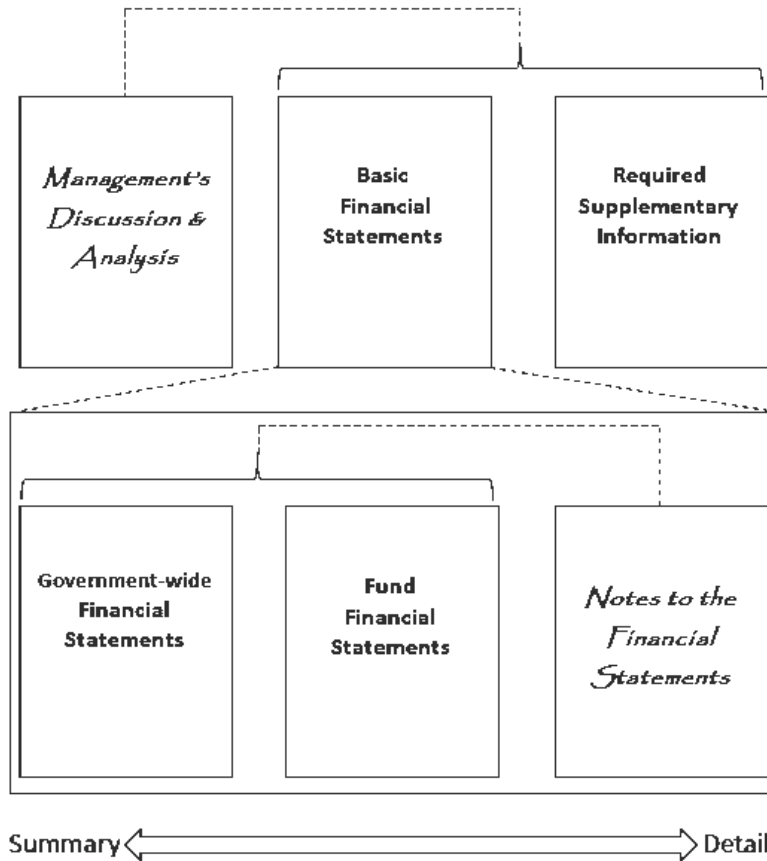 Management's
Discussion &
Analysis
Basic
Financial
Statements
Required
Supplementary
Information
Government-wide
Financial
Statements
Fund
Financial
Statements
Notes to the
Financial
Statements
Summary
Detail